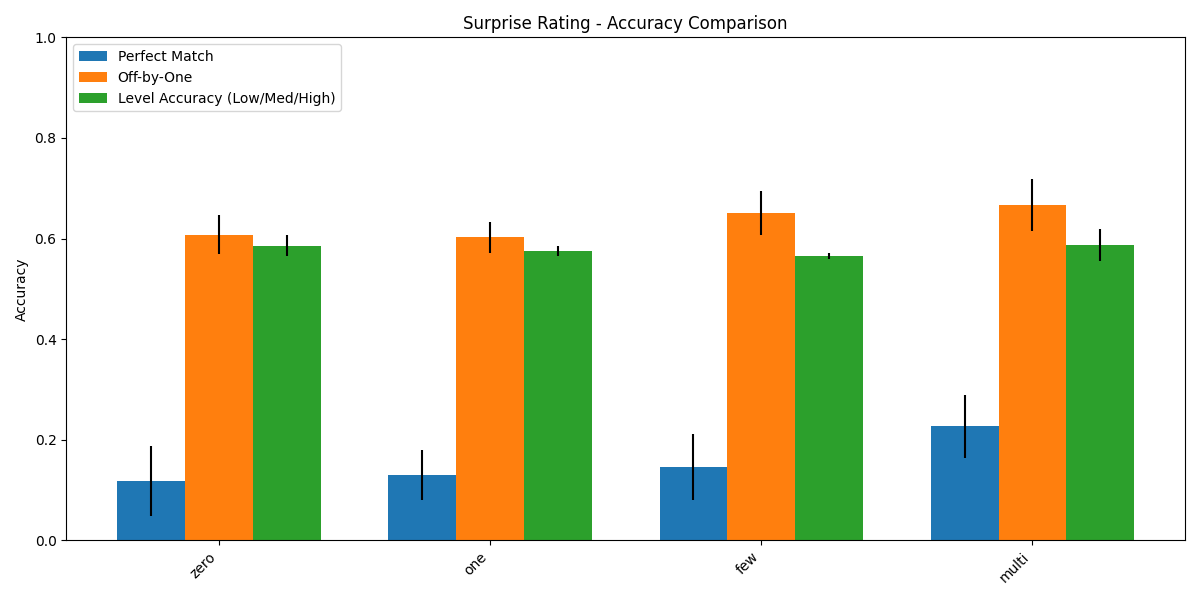 Surprise Rating - Accuracy Comparison
Perfect Match
Off-by-One
Level Accuracy (Low/Med/High)
Accuracy
1.0
0.8
0.6
0.4
0.2
0.0
zero
one
few
multi